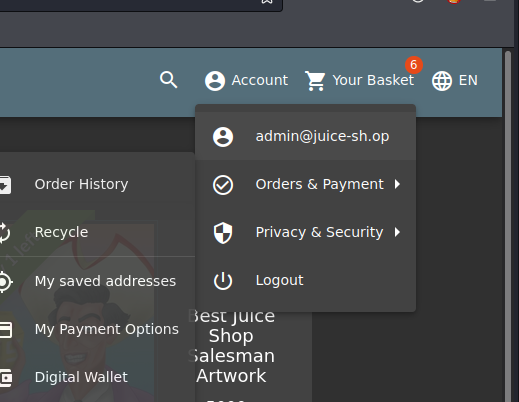 Account
6
Your Basket
EN
admin@juice-sh.op
Orders & Payment
Privacy & Security
Logout
Order History
Recycle
My saved addresses
My Payment Options
Digital Wallet
Best Juice
Shop
Salesman
Artwork